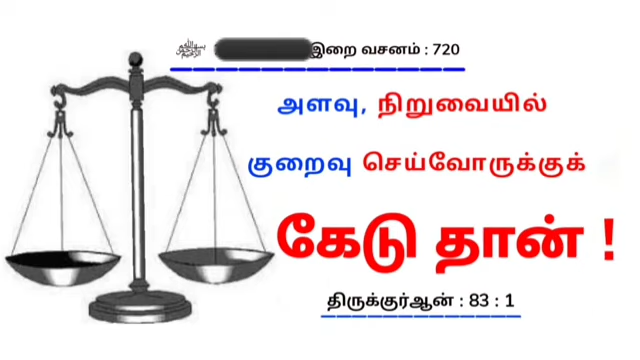 ﷽ இறை வசனம் : 720
அளவு, நிறுவையில்
குறைவு செய்வோருக்குக்
கேடு தான் !
திருக்குர்ஆன் : 83 : 1